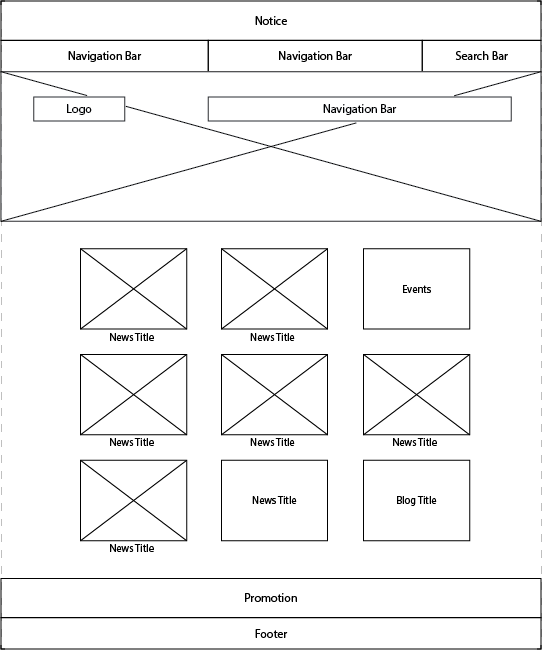 Notice
Navigation Bar
Navigation Bar
Search Bar
Logo
Navigation Bar
Events
News Title
News Title
News Title
News Title
News Title
News Title
Blog Title
News Title
Promotion
Footer